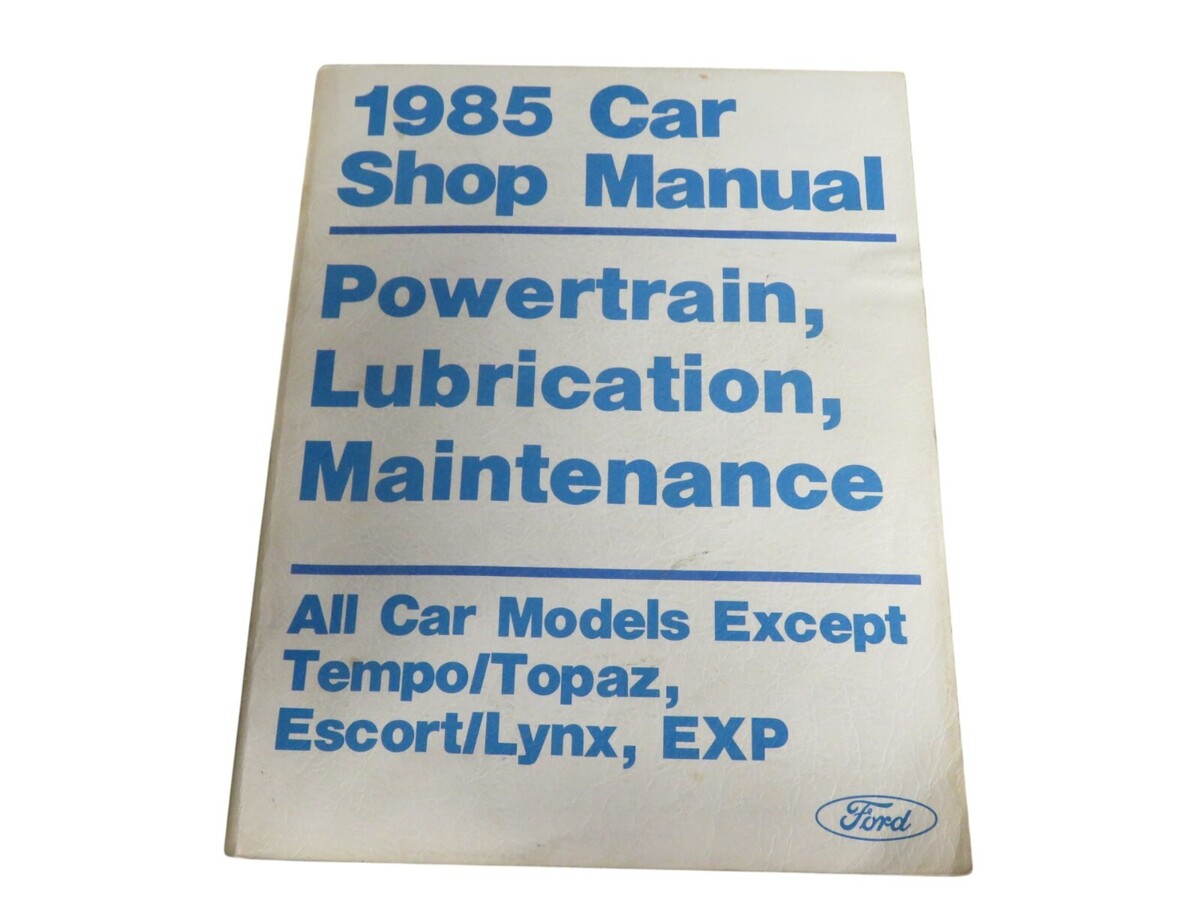 1985 Car
Shop Manual
Powertrain,
Lubrication,
Maintenance
All Car Models Except
Tempo/Topaz,
Escort/Lynx, EXP
Ford